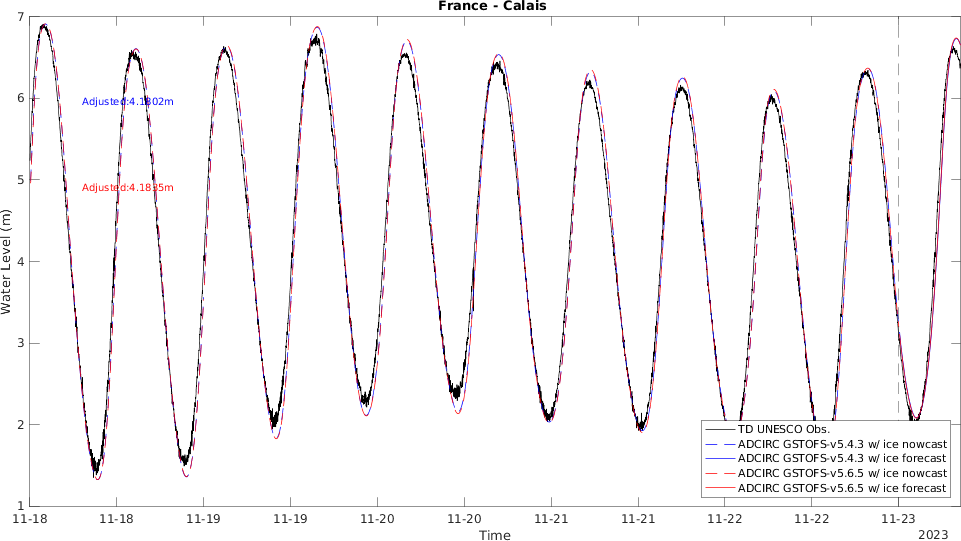 France - Calais
7
6
5
4
3
2
1
Water Level (m)
Adjusted:4.1802m
Adjusted:4.1835m
TD UNESCO Obs.
ADCIRC GSTOFS-v5.4.3 w/ ice nowcast
ADCIRC GSTOFS-v5.4.3 w/ ice forecast
ADCIRC GSTOFS-v5.6.5 w/ ice nowcast
ADCIRC GSTOFS-v5.6.5 w/ ice forecast
11-18 11-18 11-19 11-19 11-20 11-20 11-21 11-21 11-22 11-22 11-23
Time
2023